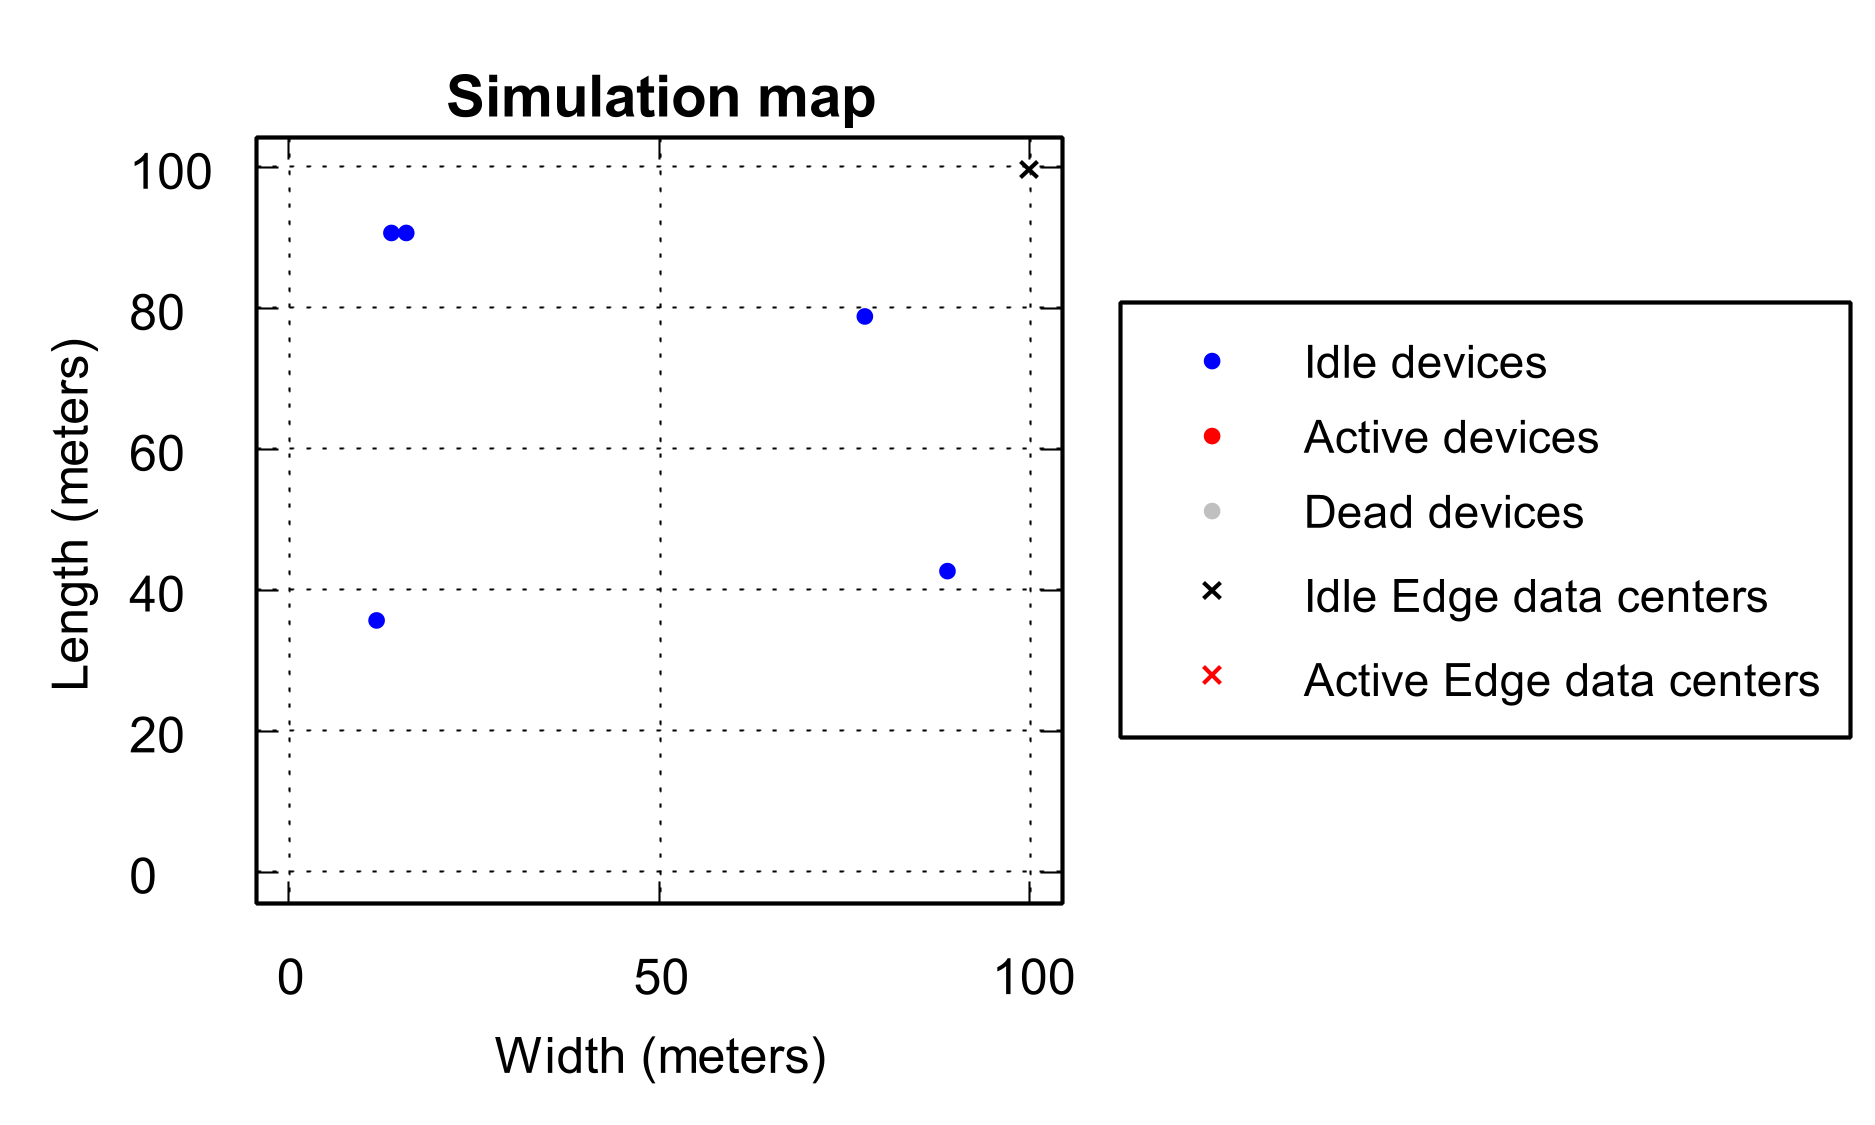 Simulation map
100
80
60
40
20
0
Length (meters)
0 50 100
Width (meters)
Idle devices
Active devices
Dead devices
Idle Edge data centers
Active Edge data centers